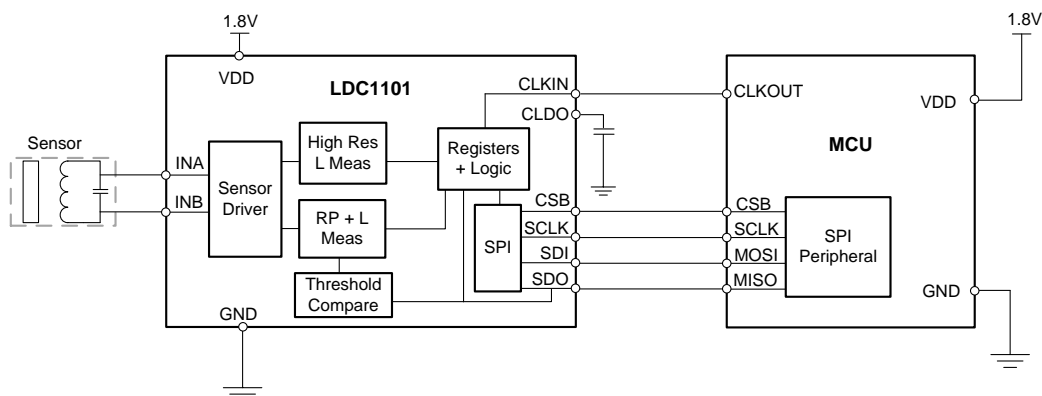 1.8V
1.8V
VDD
LDC1101
CLKIN
CLKOUT
CLDO
VDD
MCU
Sensor
High Res
L Meas
Registers
+ Logic
INA
Sensor
Driver
INB
RP + L
Meas
SPI
CSB
SCLK
SDI
SDO
CSB
SCLK
MOSI
MISO
SPI
Peripheral
Threshold
Compare
GND
GND